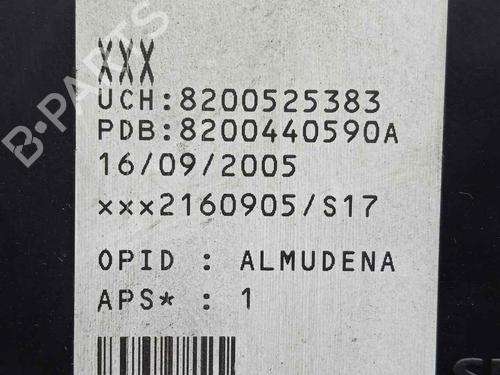 XXX
UCH:8200525383
PDB:8200440590A
16/09/2005
xxx2160905/S17
OPID : ALMUDENA
APS* : 1
B-PARTS